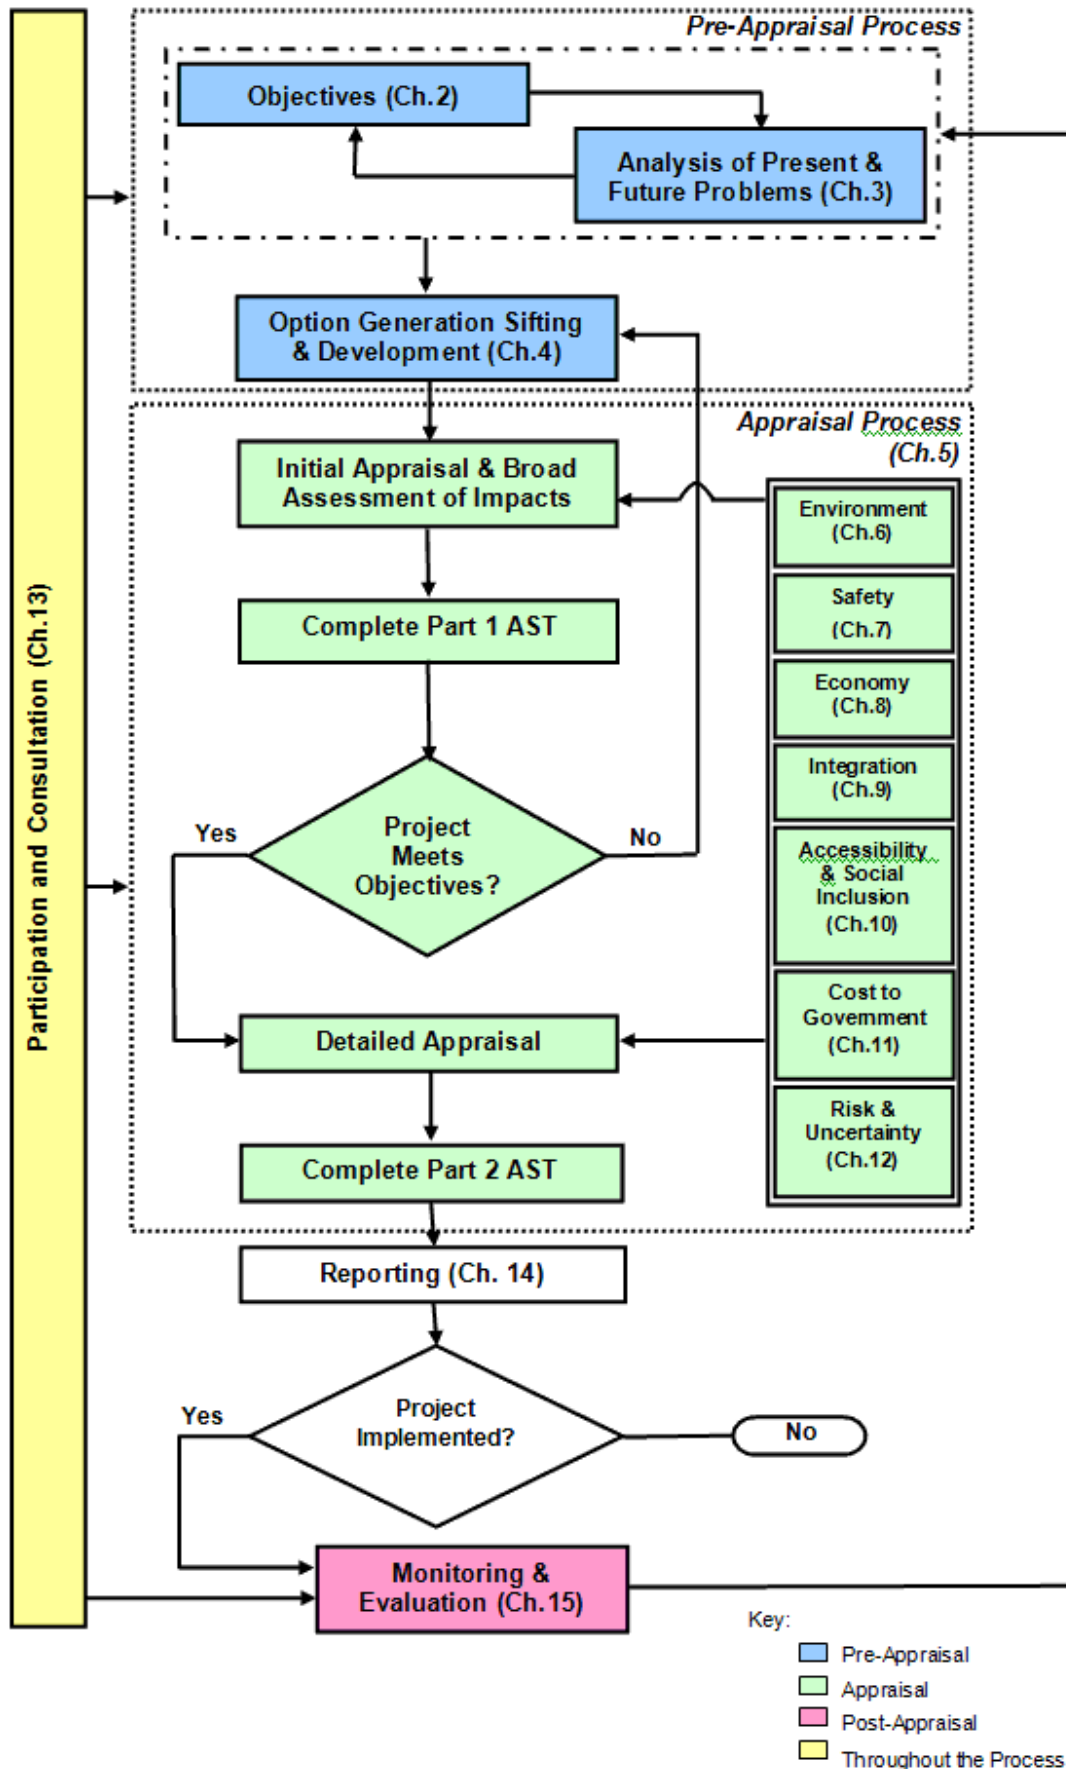 Pre-Appraisal Process
Objectives (Ch.2)
Analysis of Present &
Future Problems (Ch.3)
Option Generation Sifting
& Development (Ch.4)
Appraisal Process
(Ch.5)
Initial Appraisal & Broad
Assessment of Impacts
Environment
(Ch.6)
Safety
(Ch.7)
Complete Part 1 AST
Economy
(Ch.8)
Integration
(Ch.9)
Participation and Consultation (Ch.13)
Yes
Project
Meets
Objectives?
No
Accessibility
& Social
Inclusion
(Ch.10)
Cost to
Government
(Ch.11)
Detailed Appraisal
Risk &
Uncertainty
(Ch.12)
Complete Part 2 AST
Reporting (Ch. 14)
Yes
Project
Implemented?
No
Monitoring &
Evaluation (Ch.15)
Key:
Pre-Appraisal
Appraisal
Post-Appraisal
Throughout the Process